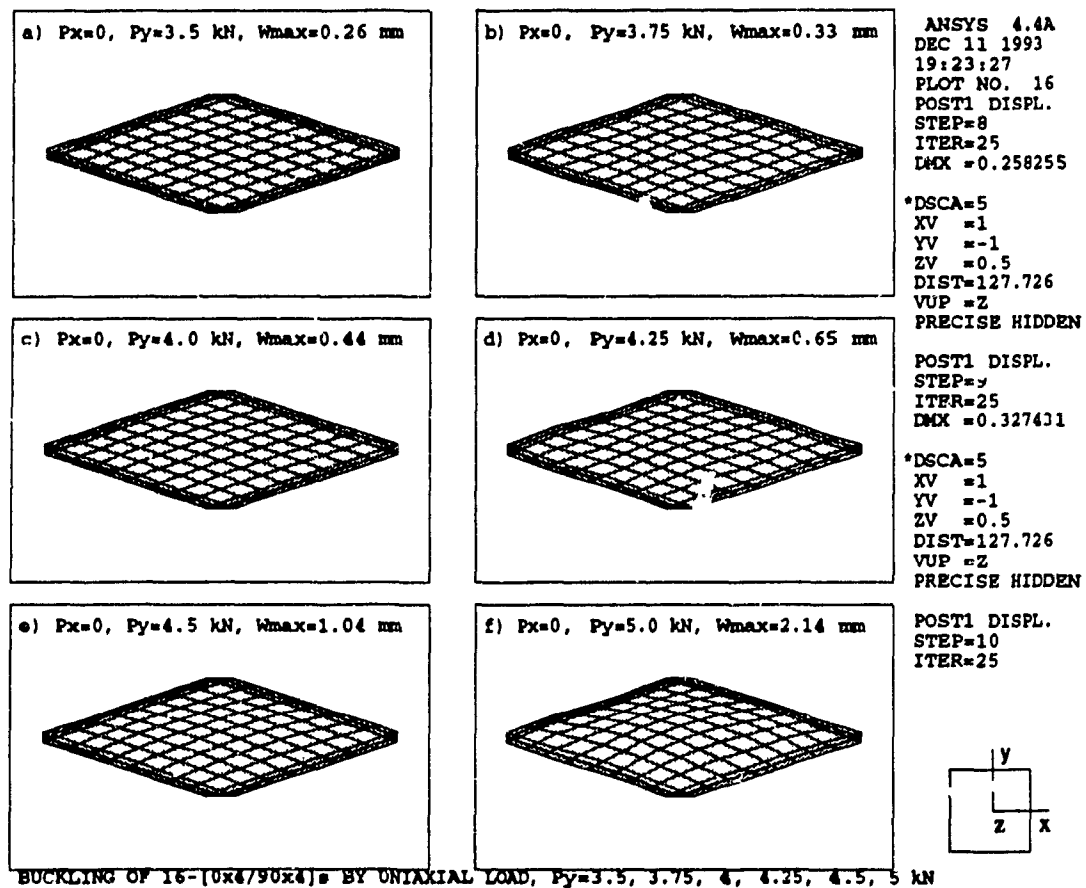 a) Px=0, Py=3.5 kN, Wmax=0.26 mm
b) Px=0, Py=3.75 kN, Wmax=0.33 mm
c) Px=0, Py=4.0 kN, Wmax=0.44 mm
d) Px=0, Py=4.25 kN, Wmax=0.65 mm
e) Px=0, Py=4.5 kN, Wmax=1.04 mm
f) Px=0, Py=5.0 kN, Wmax=2.14 mm
ANSYS 4.4A
DEC 11 1993
19:23:27
PLOT NO. 16
POST1 DISPL.
STEP=8
ITER=25
DMX =0.258255
*DSCA=5
XV =1
YV =-1
ZV =0.5
DIST=127.726
VUP =Z
PRECISE HIDDEN
POST1 DISPL.
STEP=9
ITER=25
DMX =0.327431
*DSCA=5
XV =1
YV =-1
ZV =0.5
DIST=127.726
VUP =Z
PRECISE HIDDEN
POST1 DISPL.
STEP=10
ITER=25
y
z x
BUCKLING OF 16-[0x4/90x4]s BY UNIAXIAL LOAD, Py=3.5, 3.75, 4, 4.25, 4.5, 5 kN